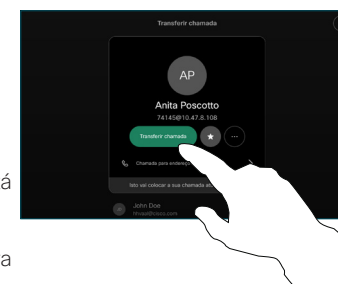 Transferir chamada
AP
Anita Poscotto
74145@10.47.8.108
Transferir chamada
Chamada para endereço
Isto vai colocar a sua chamada
John Doe
á
a